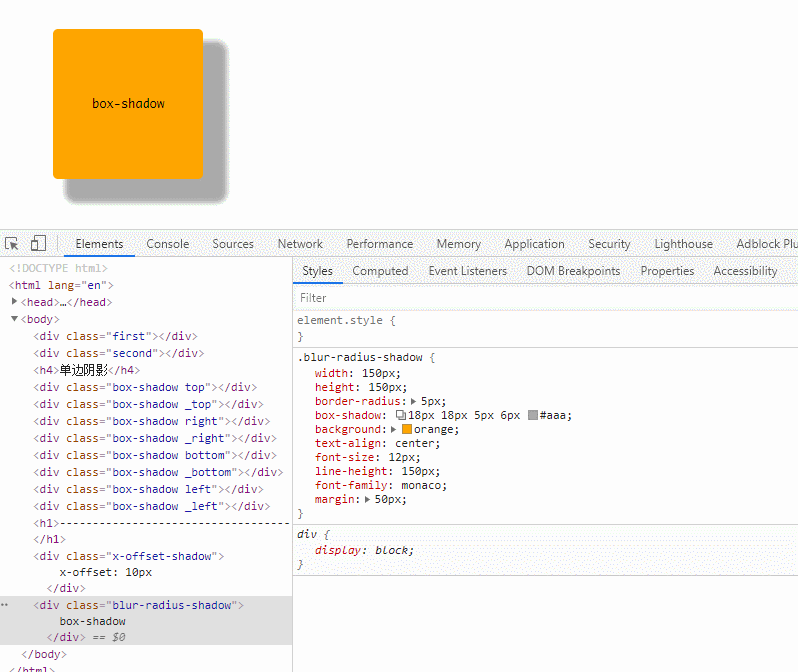 box-shadow
Elements Console Sources Network Performance Memory Application Security Lighthouse Adblock Plu
<!DOCTYPE html>
<html lang="en">
<head>…</head>
<body>
<div class="first"></div>
<div class="second"></div>
<h4>单边阴影</h4>
<div class="box-shadow top"></div>
<div class="box-shadow _top"></div>
<div class="box-shadow right"></div>
<div class="box-shadow _right"></div>
<div class="box-shadow bottom"></div>
<div class="box-shadow _bottom"></div>
<div class="box-shadow left"></div>
<div class="box-shadow _left"></div>
<h1>-----------------------------------
</h1>
<div class="x-offset-shadow">
x-offset: 10px
</div>
<div class="blur-radius-shadow">
box-shadow
</div> == $0
</body>
</html>
Styles Computed Event Listeners DOM Breakpoints Properties Accessibility
Filter
element.style {
}
.blur-radius-shadow {
width: 150px;
height: 150px;
border-radius: 5px;
box-shadow: 18px 18px 5px 6px #aaa;
background: orange;
text-align: center;
font-size: 12px;
line-height: 150px;
font-family: monaco;
margin: 50px;
}
div {
display: block;
}